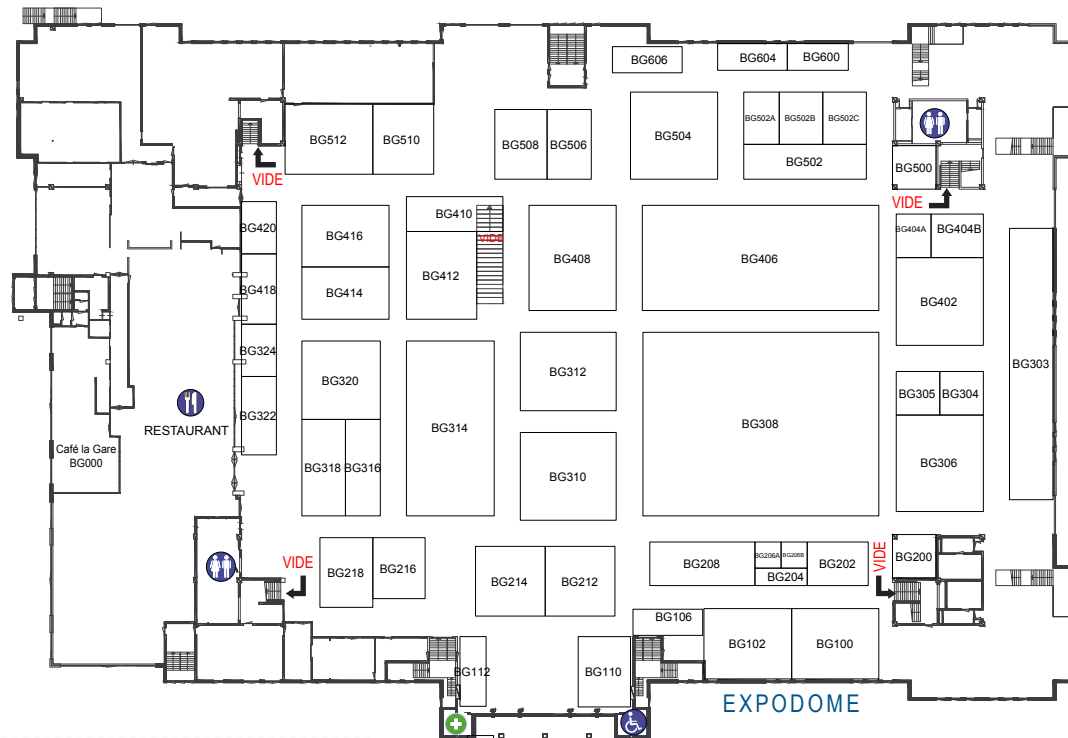 BG606
BG604
BG600
BG512
BG510
BG508
BG506
BG504
BG502A
BG502B
BG502C
BG502
BG500
VIDE
VIDE
BG420
BG416
BG410
VIDE
BG408
BG406
BG404A
BG404B
BG418
BG414
BG412
BG402
BG324
BG320
BG314
BG312
BG308
BG305
BG304
BG303
BG322
RESTAURANT
Café la Gare
BG000
BG318
BG316
BG310
BG306
VIDE
BG218
BG216
BG214
BG212
BG208
BG206A
BG206B
BG204
BG202
VIDE
BG200
BG112
BG110
BG106
BG102
BG100
EXPODOME